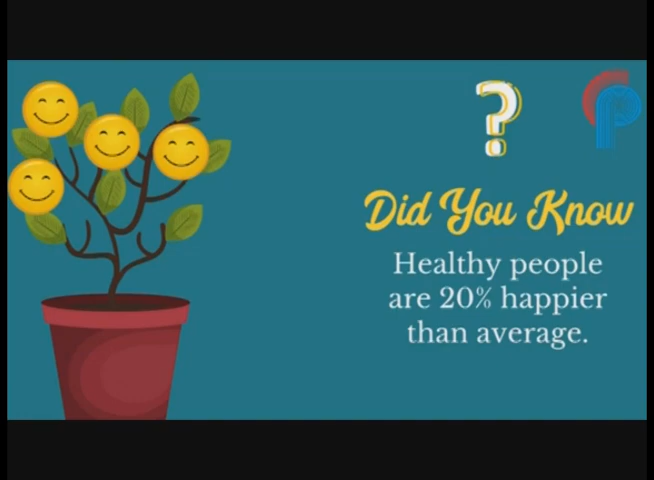 ?
Did You Know
Healthy people
are 20% happier
than average.